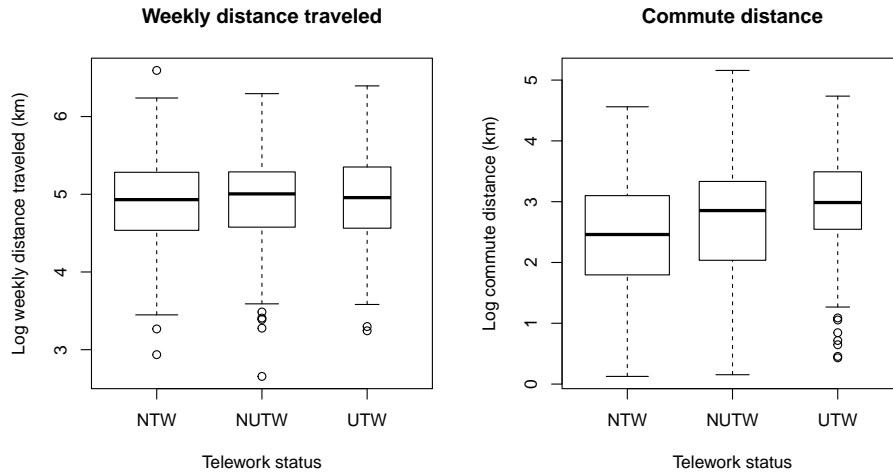 Weekly distance traveled
Log weekly distance traveled (km)
6
5
4
3
NTW NUTW UTW
Telework status
Commute distance
Log commute distance (km)
5
4
3
2
1
0
NTW NUTW UTW
Telework status